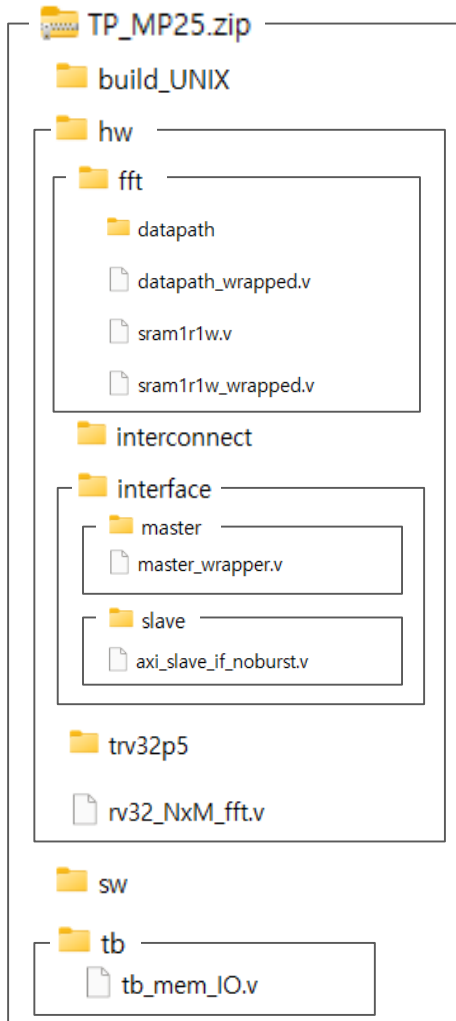 TP_MP25.zip
build_UNIX
hw
fft
datapath
datapath_wrapped.v
sram1r1w.v
sram1r1w_wrapped.v
interconnect
interface
master
master_wrapper.v
slave
axi_slave_if_noburst.v
trv32p5
rv32_NxM_fft.v
sw
tb
tb_mem_IO.v